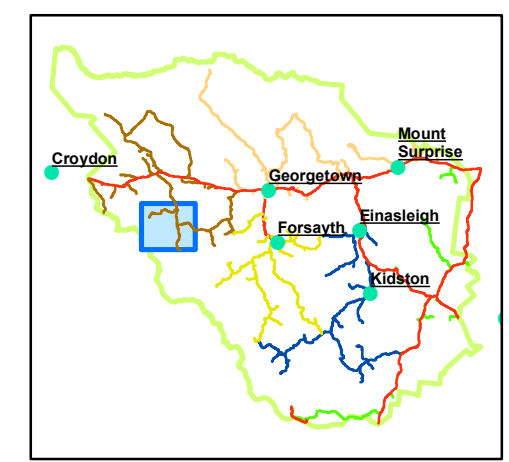 Mount
Surprise
Croydon
Georgetown
Forsayth
Einasleigh
Kidston